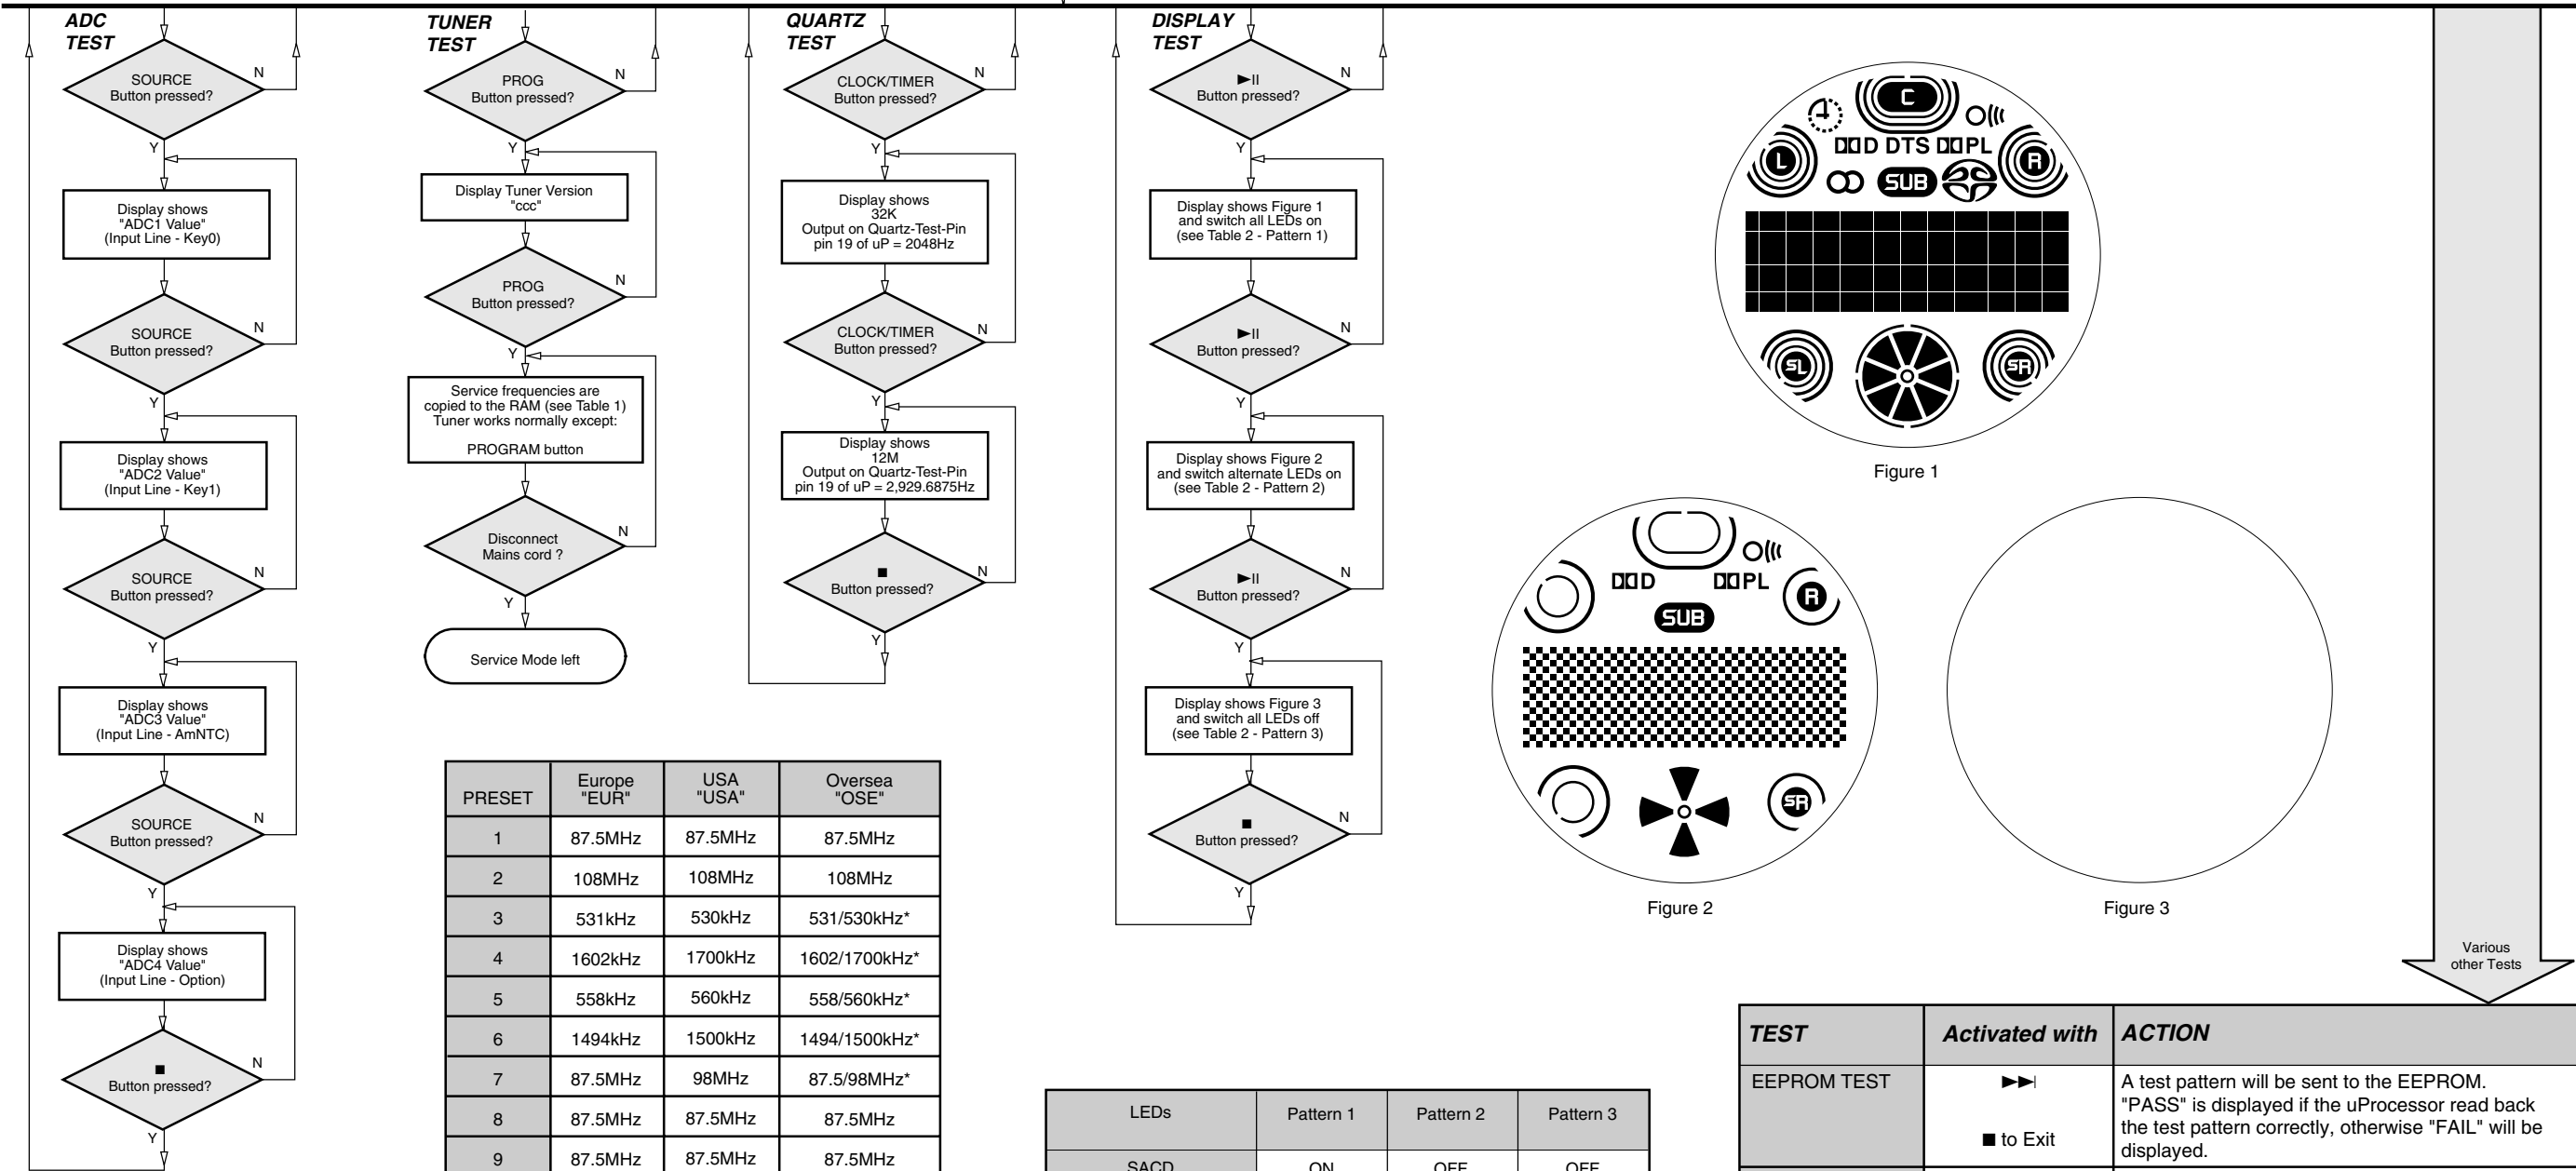 ADC
TEST
SOURCE
Button pressed?
N
Y
Display shows
"ADC1 Value"
(Input Line - Key0)
SOURCE
Button pressed?
N
Y
Display shows
"ADC2 Value"
(Input Line - Key1)
SOURCE
Button pressed?
N
Y
Display shows
"ADC3 Value"
(Input Line - AmNTC)
SOURCE
Button pressed?
N
Y
Display shows
"ADC4 Value"
(Input Line - Option)
■
Button pressed?
N
Y
TUNER
TEST
PROG
Button pressed?
N
Y
Display Tuner Version
"ccc"
PROG
Button pressed?
N
Y
Service frequencies are
copied to the RAM (see Table 1)
Tuner works normally except:
PROGRAM button
Disconnect
Mains cord ?
N
Y
Service Mode left
QUARTZ
TEST
CLOCK/TIMER
Button pressed?
N
Y
Display shows
32K
Output on Quartz-Test-Pin
pin 19 of uP = 2048Hz
CLOCK/TIMER
Button pressed?
N
Y
Display shows
12M
Output on Quartz-Test-Pin
pin 19 of uP = 2,929.6875Hz
■
Button pressed?
N
Y
DISPLAY
TEST
►II
Button pressed?
N
Y
Display shows Figure 1
and switch all LEDs on
(see Table 2 - Pattern 1)
►II
Button pressed?
N
Y
Display shows Figure 2
and switch alternate LEDs on
(see Table 2 - Pattern 2)
►II
Button pressed?
N
Y
Display shows Figure 3
and switch all LEDs off
(see Table 2 - Pattern 3)
■
Button pressed?
N
Y
C
D DTS PL
L
R
SUB
SL
SR
Figure 1
D PL
R
SUB
SR
Figure 2
Figure 3
Various
other Tests
PRESET Europe "EUR" USA "USA" Oversea "OSE"
1 87.5MHz 87.5MHz 87.5MHz
2 108MHz 108MHz 108MHz
3 531kHz 530kHz 531/530kHz*
4 1602kHz 1700kHz 1602/1700kHz*
5 558kHz 560kHz 558/560kHz*
6 1494kHz 1500kHz 1494/1500kHz*
7 87.5MHz 98MHz 87.5/98MHz*
8 87.5MHz 87.5MHz 87.5MHz
9 87.5MHz 87.5MHz 87.5MHz
LEDs Pattern 1 Pattern 2 Pattern 3
SACD ON OFF OFF
TEST Activated with ACTION
EEPROM TEST
►►I
■ to Exit
A test pattern will be sent to the EEPROM.
"PASS" is displayed if the uProcessor read back
the test pattern correctly, otherwise "FAIL" will be
displayed.